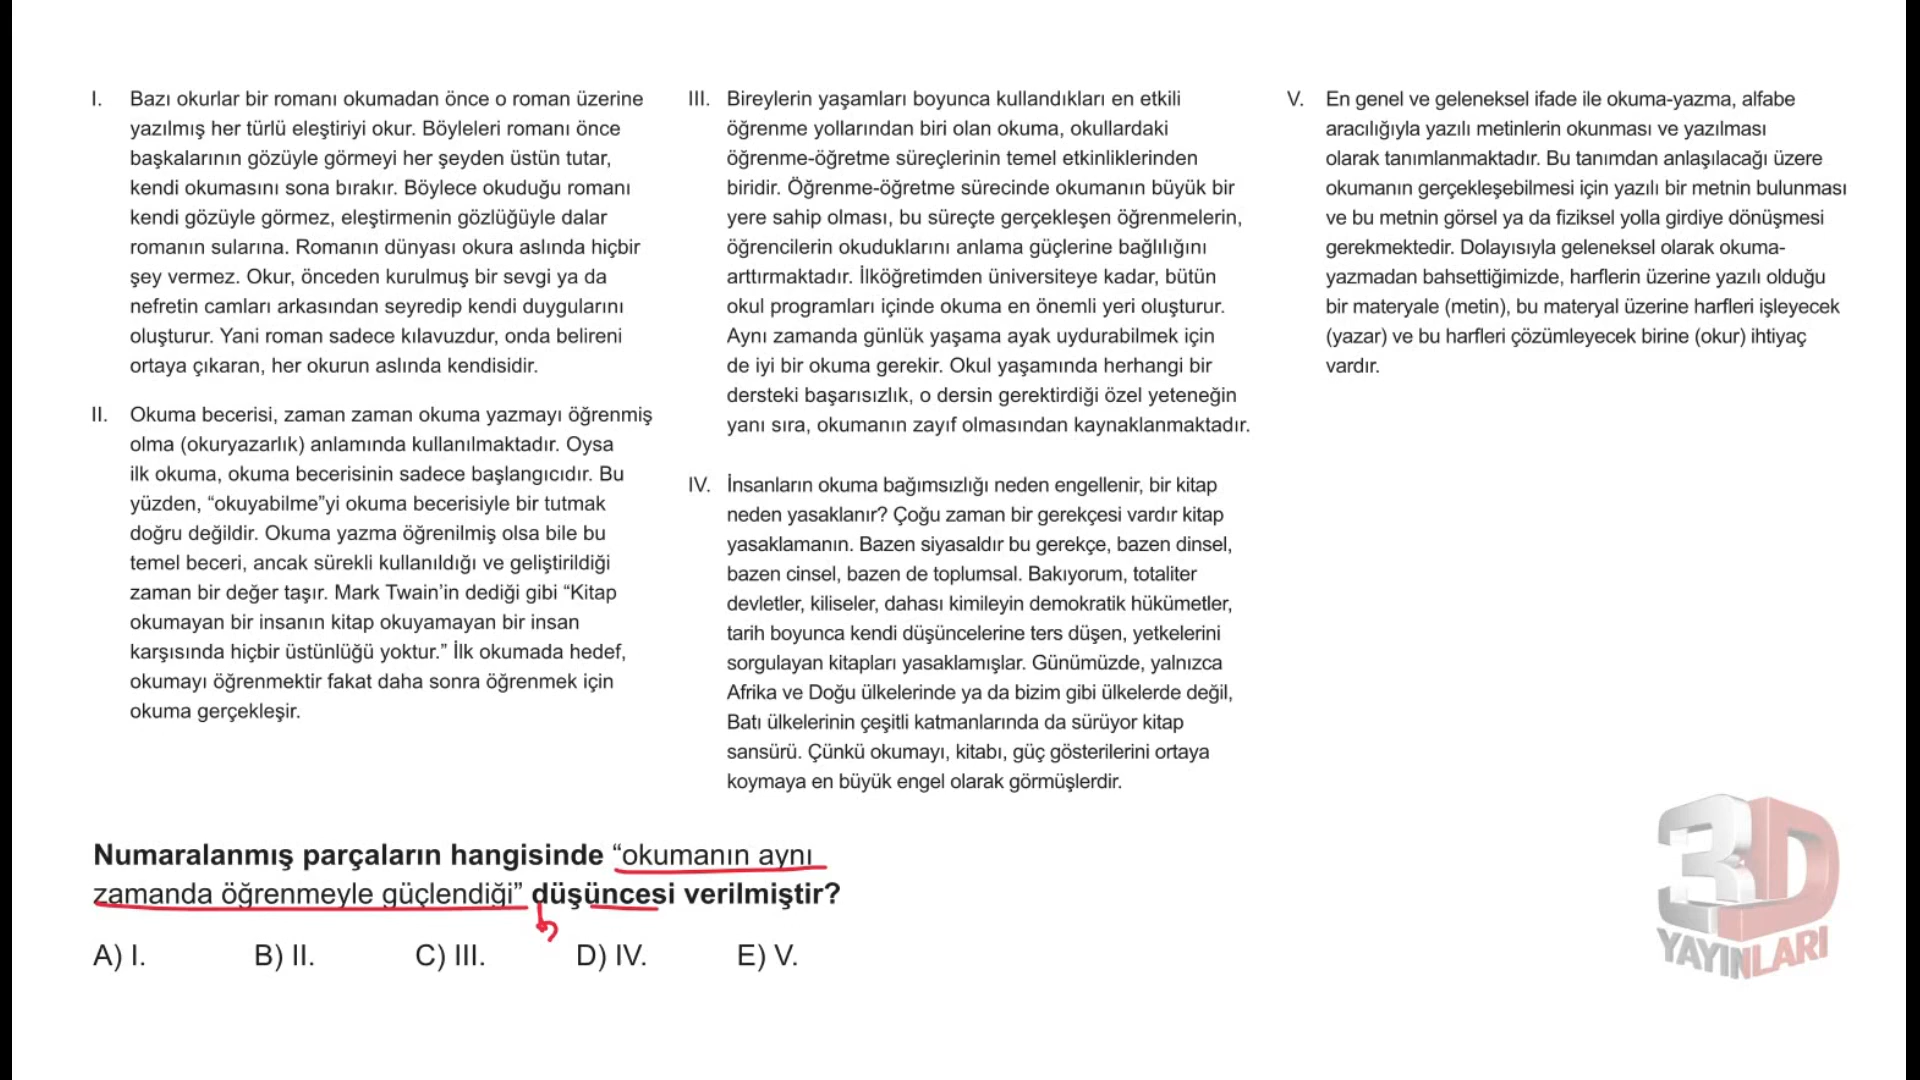 I. Bazı okurlar bir romanı okumadan önce o roman üzerine
yazılmış her türlü eleştiriyi okur. Böyleleri romanı önce
başkalarının gözüyle görmeyi her şeyden üstün tutar,
kendi okumasını sona bırakır. Böylece okuduğu romanı
kendi gözüyle görmez, eleştirmenin gözlüğüyle dalar
romanın sularına. Romanın dünyası okura aslında hiçbir
şey vermez. Okur, önceden kurulmuş bir sevgi ya da
nefretin camları arkasından seyredip kendi duygularını
oluşturur. Yani roman sadece kılavuzdur, onda belireni
ortaya çıkaran, her okurun aslında kendisidir.
II. Okuma becerisi, zaman zaman okuma yazmayı öğrenmiş
olma (okuryazarlık) anlamında kullanılmaktadır. Oysa
ilk okuma, okuma becerisinin sadece başlangıcıdır. Bu
yüzden, “okuyabilme”yi okuma becerisiyle bir tutmak
doğru değildir. Okuma yazma öğrenilmiş olsa bile bu
temel beceri, ancak sürekli kullanıldığı ve geliştirildiği
zaman bir değer taşır. Mark Twain’in dediği gibi “Kitap
okumayan bir insanın kitap okuyamayan bir insan
karşısında hiçbir üstünlüğü yoktur.” İlk okumada hedef,
okumayı öğrenmektir fakat daha sonra öğrenmek için
okuma gerçekleşir.
III. Bireylerin yaşamları boyunca kullandıkları en etkili
öğrenme yollarından biri olan okuma, okullardaki
öğrenme-öğretme süreçlerinin temel etkinliklerinden
biridir. Öğrenme-öğretme sürecinde okumanın büyük bir
yere sahip olması, bu süreçte gerçekleşen öğrenmelerin,
öğrencilerin okuduklarını anlama güçlerine bağlılığını
arttırmaktadır. İlköğretimden üniversiteye kadar, bütün
okul programları içinde okuma en önemli yeri oluşturur.
Aynı zamanda günlük yaşama ayak uydurabilmek için
de iyi bir okuma gerekir. Okul yaşamında herhangi bir
dersteki başarısızlık, o dersin gerektirdiği özel yeteneğin
yanı sıra, okumanın zayıf olmasından kaynaklanmaktadır.
IV. İnsanların okuma bağımsızlığı neden engellenir, bir kitap
neden yasaklanır? Çoğu zaman bir gerekçesi vardır kitap
yasaklamanın. Bazen siyasaldır bu gerekçe, bazen dinsel,
bazen cinsel, bazen de toplumsal. Bakıyorum, totaliter
devletler, kiliseler, dahası kimileyin demokratik hükümetler,
tarih boyunca kendi düşüncelerine ters düşen, yetkelerini
sorgulayan kitapları yasaklamışlar. Günümüzde, yalnızca
Afrika ve Doğu ülkelerinde ya da bizim gibi ülkelerde değil,
Batı ülkelerinin çeşitli katmanlarında da sürüyor kitap
sansürü. Çünkü okumayı, kitabı, güç gösterilerini ortaya
koymaya en büyük engel olarak görmüşlerdir.
V. En genel ve geleneksel ifade ile okuma-yazma, alfabe
aracılığıyla yazılı metinlerin okunması ve yazılması
olarak tanımlanmaktadır. Bu tanımdan anlaşılacağı üzere
okumanın gerçekleşebilmesi için yazılı bir metnin bulunması
ve bu metnin görsel ya da fiziksel yolla girdiye dönüşmesi
gerekmektedir. Dolayısıyla geleneksel olarak okuma-
yazmadan bahsettiğimizde, harflerin üzerine yazılı olduğu
bir materyale (metin), bu materyal üzerine harfleri işleyecek
(yazar) ve bu harfleri çözümleyecek birine (okur) ihtiyaç
vardır.
Numaralanmış parçaların hangisinde “okumanın aynı
zamanda öğrenmeyle güçlendiği” düşüncesi verilmiştir?
A) I. B) II. C) III. D) IV. E) V.
3D
YAYINLARI